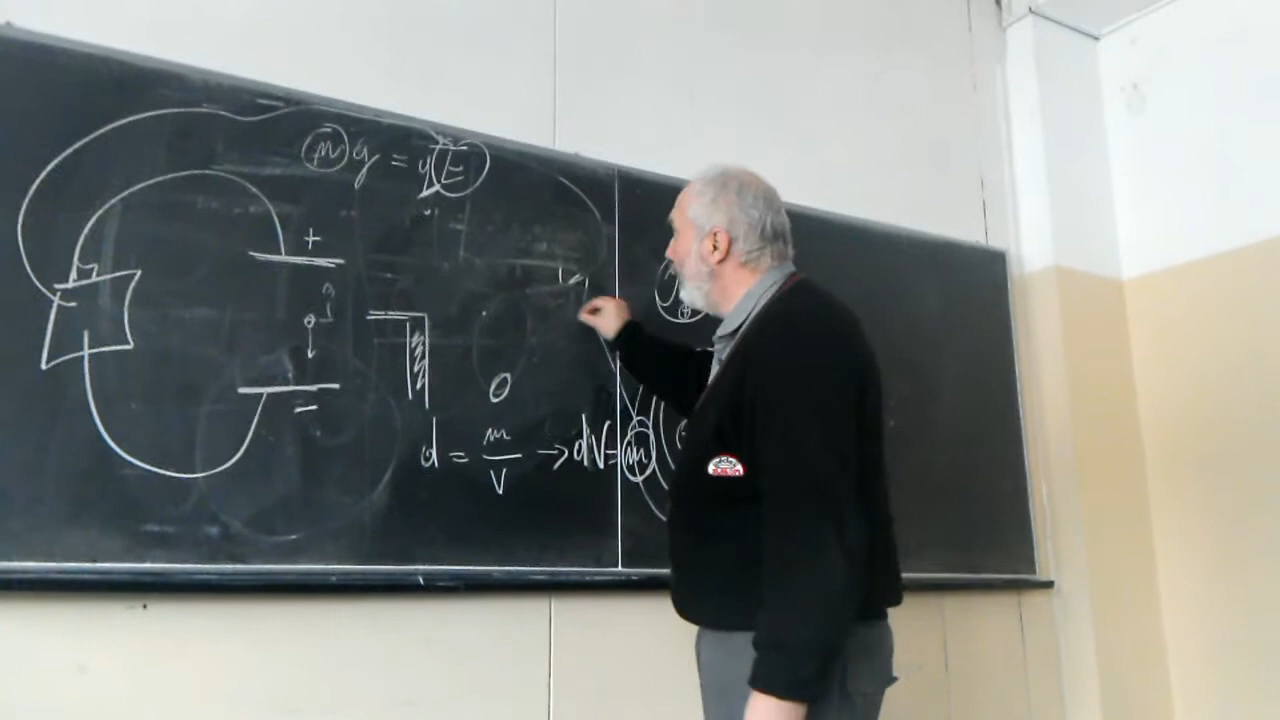 mg = qE
+
−
d = m/V → dV = m